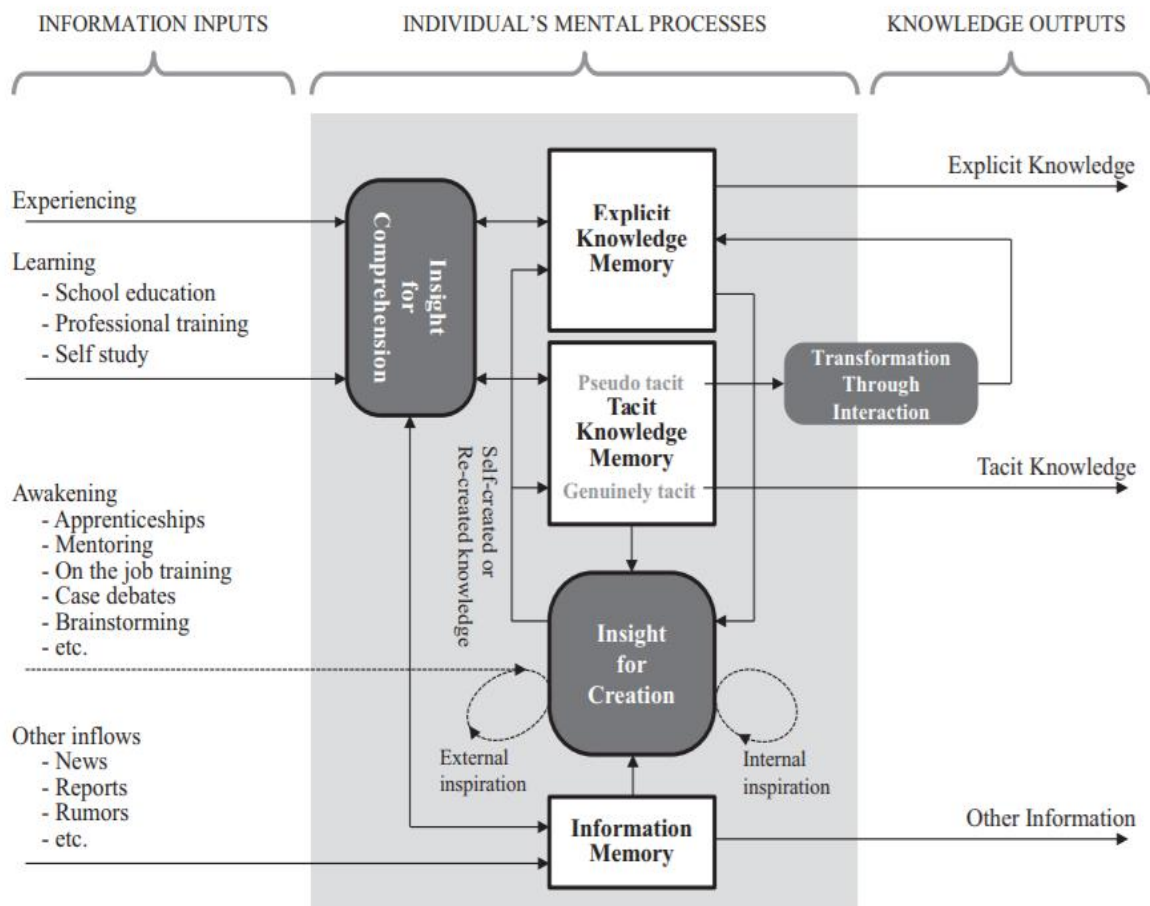 INFORMATION INPUTS
INDIVIDUAL'S MENTAL PROCESSES
KNOWLEDGE OUTPUTS
Experiencing
Learning
- School education
- Professional training
- Self study
Awakening
- Apprenticeships
- Mentoring
- On the job training
- Case debates
- Brainstorming
- etc.
Other inflows
- News
- Reports
- Rumors
- etc.
Insight
for
Comprehension
Explicit
Knowledge
Memory
Pseudo tacit
Tacit
Knowledge
Memory
Genuinely tacit
Self-created or
Re-created knowledge
Insight
for
Creation
External
inspiration
Internal
inspiration
Information
Memory
Transformation
Through
Interaction
Explicit Knowledge
Tacit Knowledge
Other Information